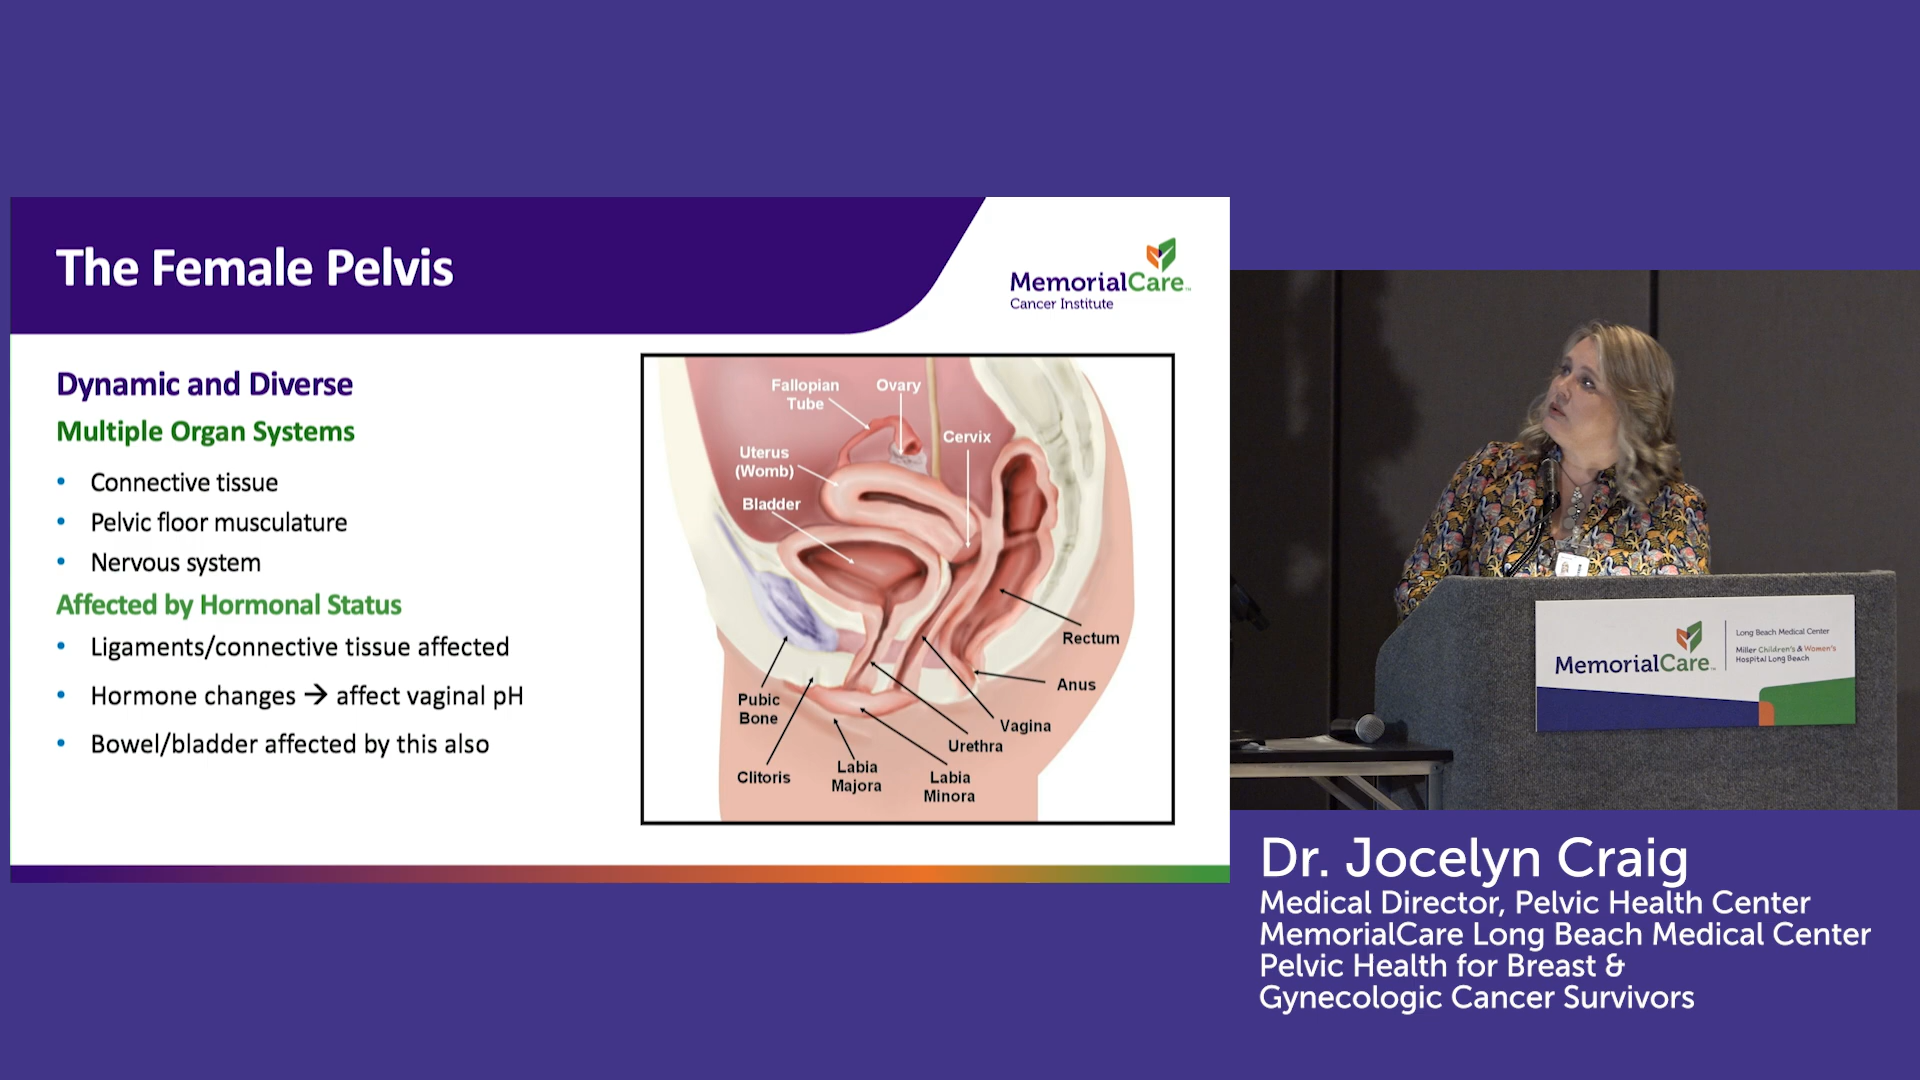 The Female Pelvis
MemorialCare™
Cancer Institute
Dynamic and Diverse
Multiple Organ Systems
• Connective tissue
• Pelvic floor musculature
• Nervous system
Affected by Hormonal Status
• Ligaments/connective tissue affected
• Hormone changes → affect vaginal pH
• Bowel/bladder affected by this also
Fallopian
Tube
Ovary
Cervix
Uterus
(Womb)
Bladder
Rectum
Anus
Pubic
Bone
Vagina
Urethra
Clitoris
Labia
Majora
Labia
Minora
MemorialCare™
Long Beach Medical Center
Miller Children's & Women's
Hospital Long Beach
Dr. Jocelyn Craig
Medical Director, Pelvic Health Center
MemorialCare Long Beach Medical Center
Pelvic Health for Breast &
Gynecologic Cancer Survivors